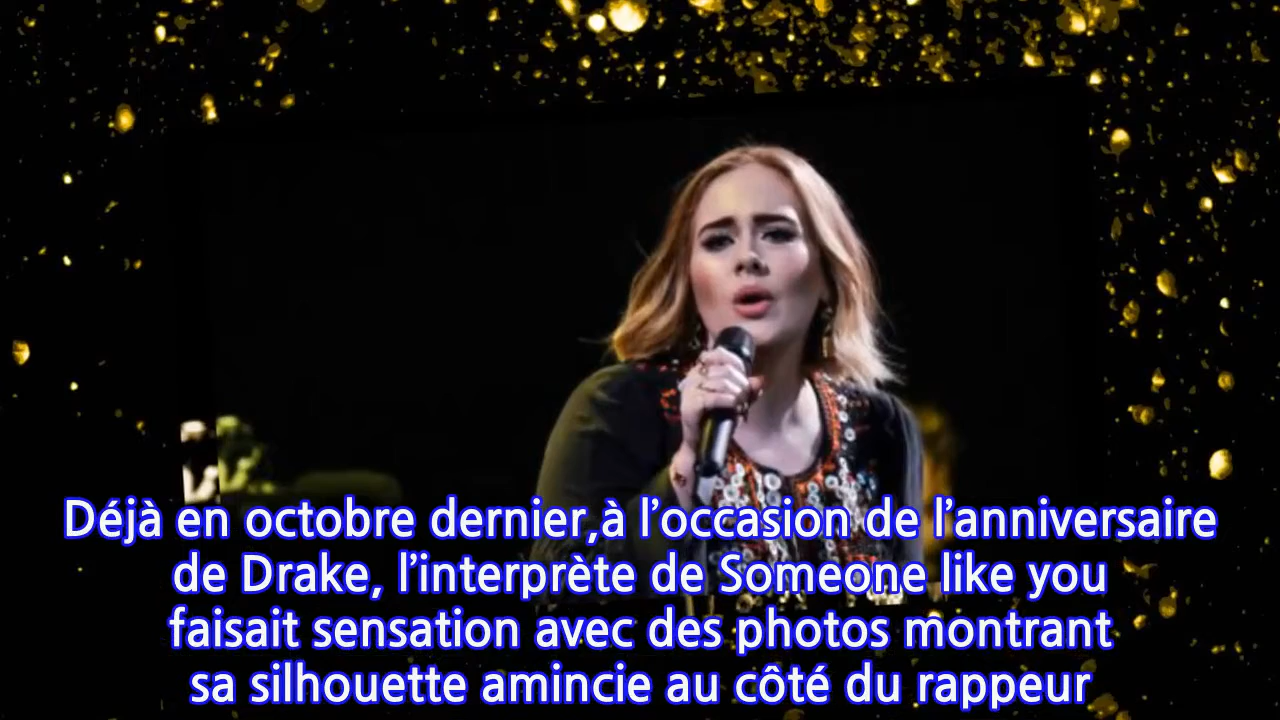 Déjà en octobre dernier,à l’occasion de l’anniversaire
de Drake, l’interprète de Someone like you
faisait sensation avec des photos montrant
sa silhouette amincie au côté du rappeur